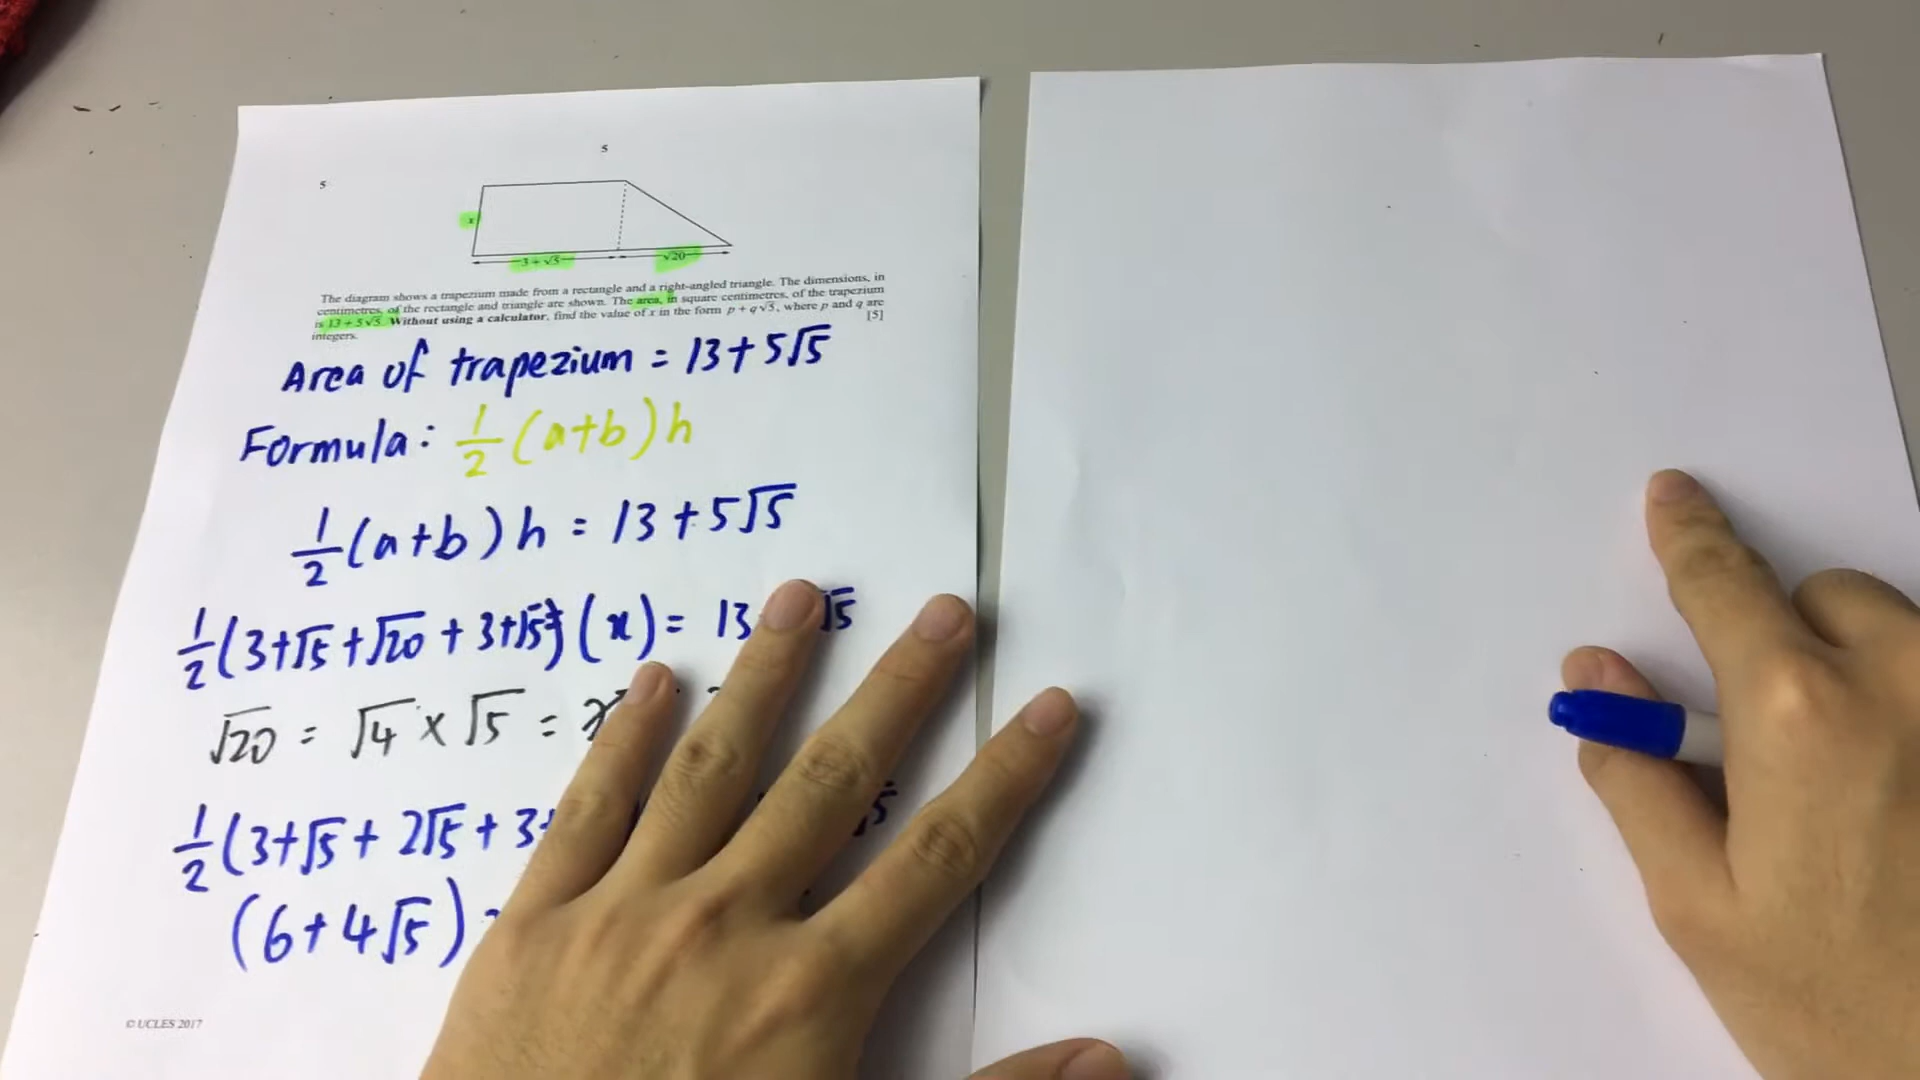 5
5
x
3 + √5
√20
The diagram shows a trapezium made from a rectangle and a right-angled triangle. The dimensions, in
centimetres, of the rectangle and triangle are shown. The area, in square centimetres, of the trapezium
is 13 + 5√5. Without using a calculator, find the value of x in the form p + q√5, where p and q are
integers. [5]
Area of trapezium = 13+5√5
Formula: 1/2 (a+b)h
1/2 (a+b)h = 13+5√5
1/2 (3+√5+√20+3+√5)(x) = 13 √5
√20 = √4 × √5 =
1/2 (3+√5+2√5+3+ √5
(6+4√5)
© UCLES 2017